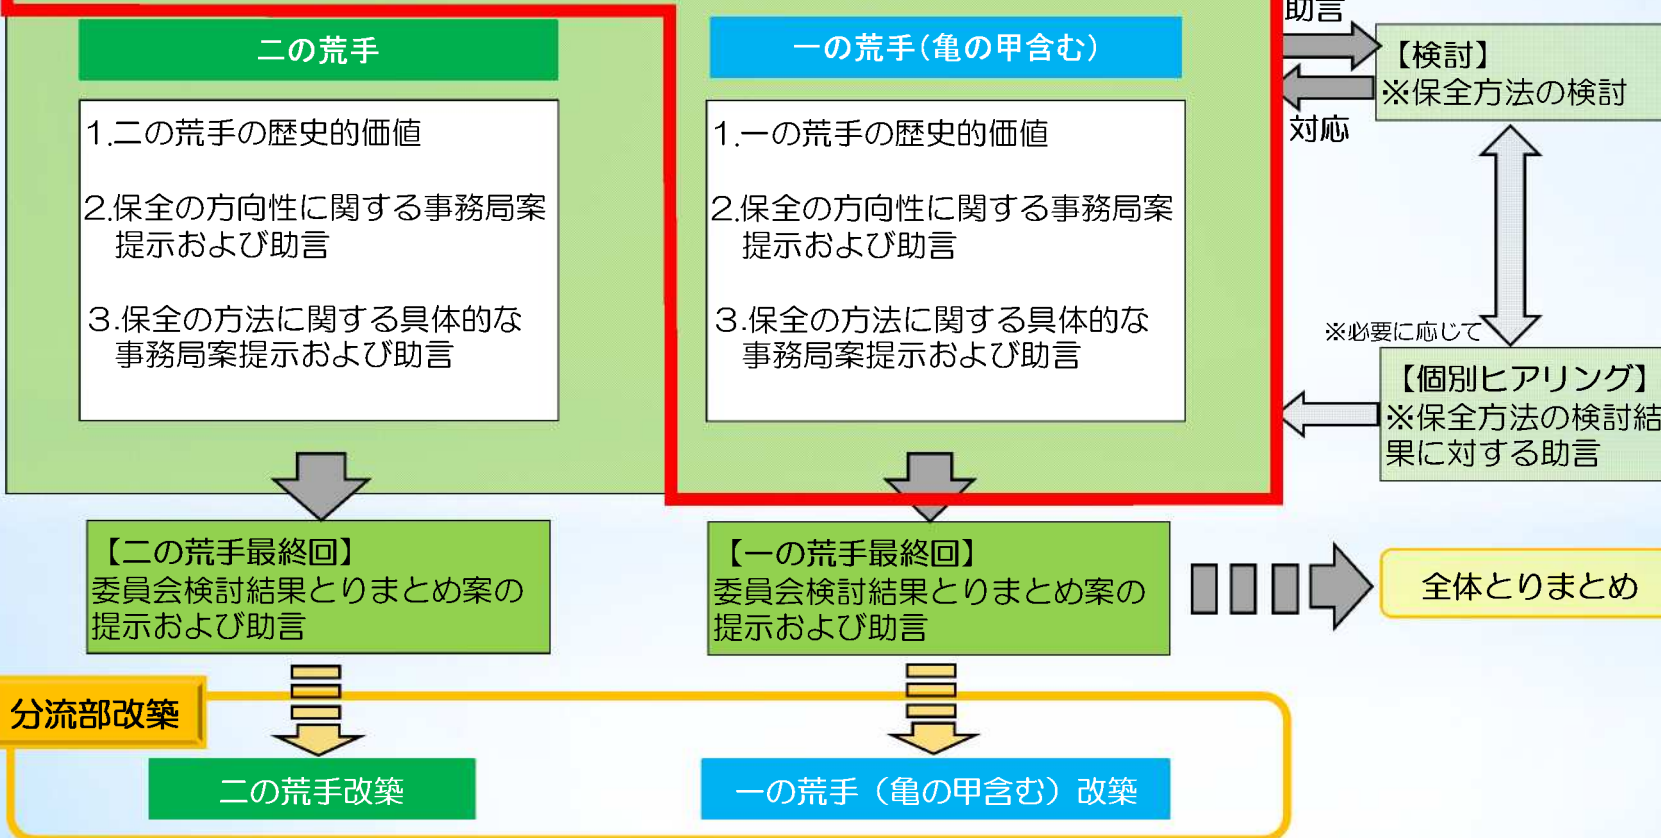 二の荒手
1.二の荒手の歴史的価値
2.保全の方向性に関する事務局案
提示および助言
3.保全の方法に関する具体的な
事務局案提示および助言
一の荒手(亀の甲含む)
1.一の荒手の歴史的価値
2.保全の方向性に関する事務局案
提示および助言
3.保全の方法に関する具体的な
事務局案提示および助言
助言
対応
【検討】
※保全方法の検討
※必要に応じて
【個別ヒアリング】
※保全方法の検討結
果に対する助言
【二の荒手最終回】
委員会検討結果とりまとめ案の
提示および助言
【一の荒手最終回】
委員会検討結果とりまとめ案の
提示および助言
全体とりまとめ
分流部改築
二の荒手改築
一の荒手（亀の甲含む）改築